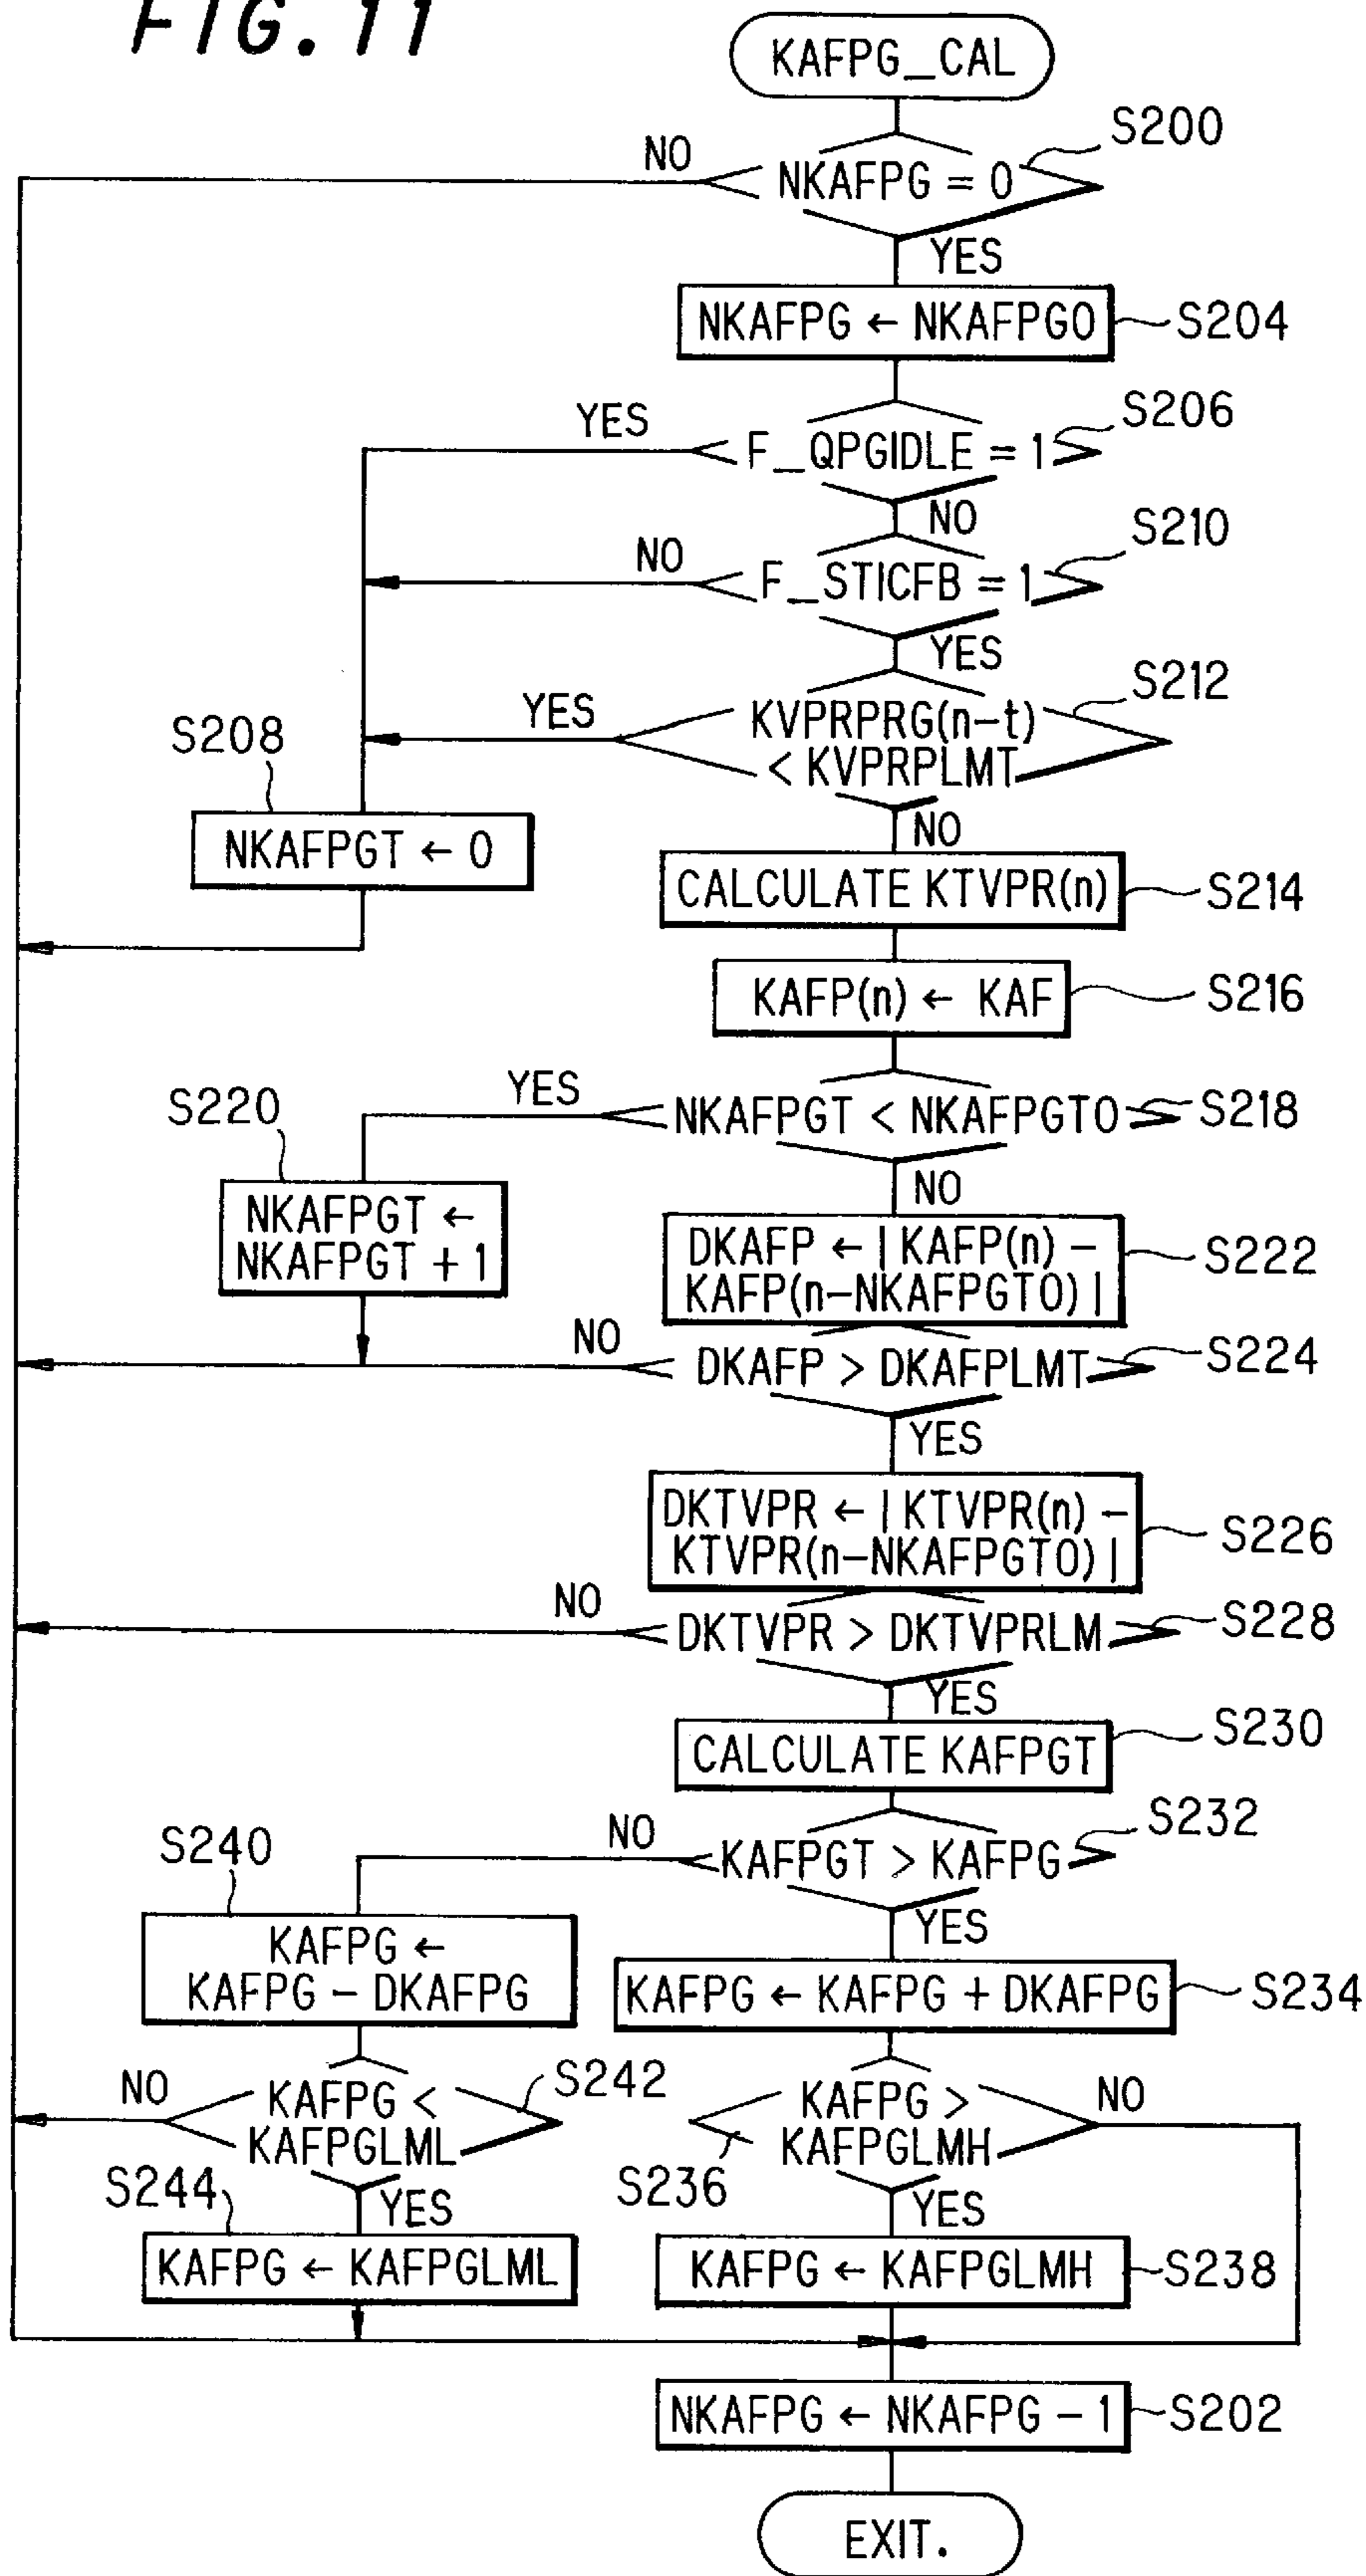 FIG. 11
KAFPG_CAL
S200
NO
NKAFPG = 0
YES
NKAFPG ← NKAFPG0
S204
S206
YES
F_QPGIDLE = 1
NO
S210
NO
F_STICFB = 1
YES
S212
YES
KVPRPRG(n-t)
< KVPRPLMT
S208
NO
NKAFPGT ← 0
CALCULATE KTVPR(n)
S214
KAFP(n) ← KAF
S216
YES
S220
NKAFPGT < NKAFPGT0
S218
NO
NKAFPGT ←
NKAFPGT + 1
DKAFP ← | KAFP(n) –
KAFP(n-NKAFPGT0) |
S222
NO
DKAFP > DKAFPLMT
S224
YES
DKTVPR ← | KTVPR(n) –
KTVPR(n-NKAFPGT0) |
S226
NO
DKTVPR > DKTVPRLM
S228
YES
CALCULATE KAFPGT
S230
S232
NO
KAFPGT > KAFPG
S240
YES
KAFPG ←
KAFPG – DKAFPG
KAFPG ← KAFPG + DKAFPG
S234
NO
KAFPG <
KAFPGLML
S242
KAFPG >
KAFPGLMH
NO
S236
S244
YES
YES
KAFPG ← KAFPGLML
KAFPG ← KAFPGLMH
S238
NKAFPG ← NKAFPG – 1
S202
EXIT.